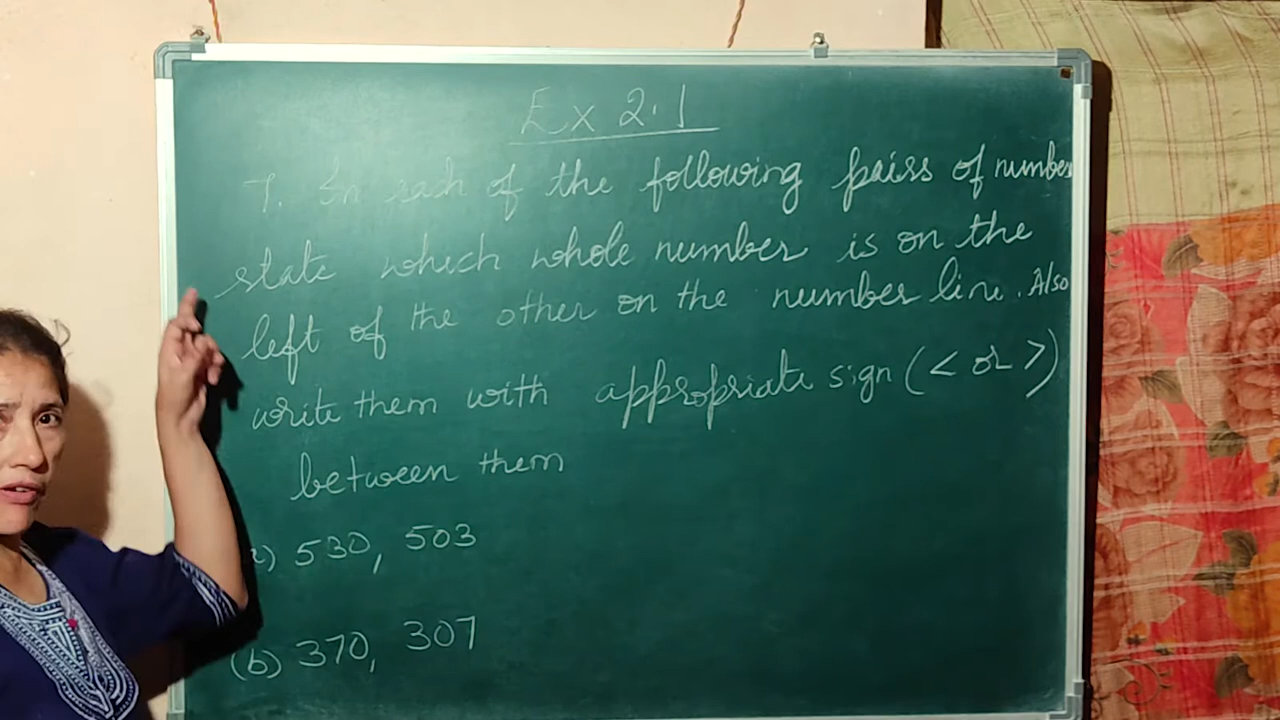 Ex 2.1
7. In each of the following pairs of number
state which whole number is on the
left of the other on the number line. Also
write them with appropriate sign (< or >)
between them
a) 530, 503
(b) 370, 307